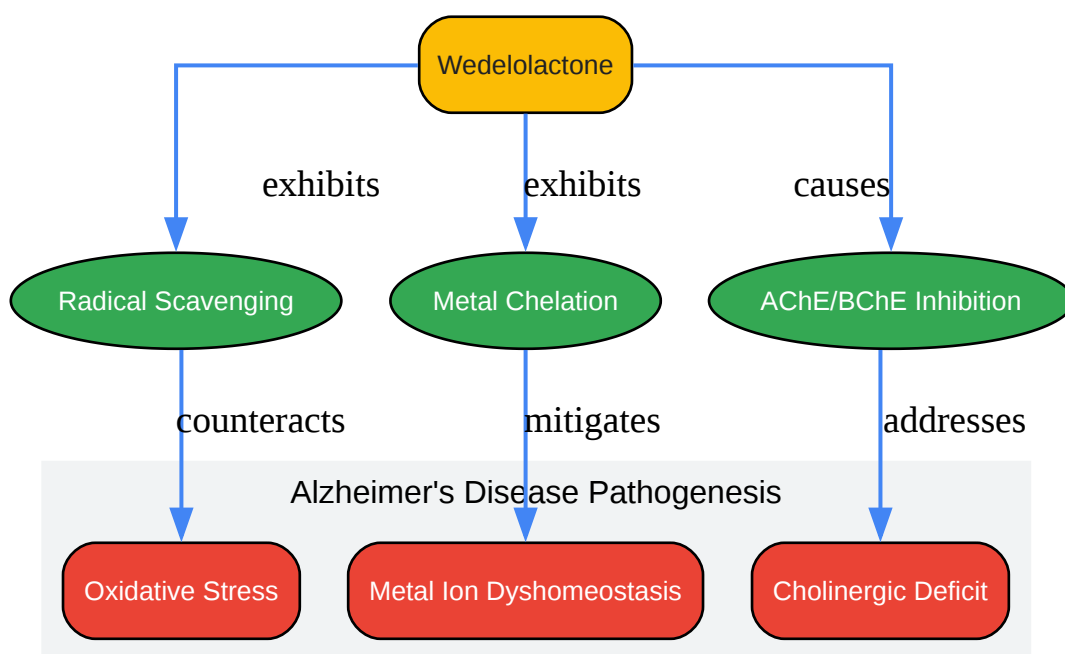 Wedelolactone
exhibits
exhibits
causes
Radical Scavenging
Metal Chelation
AChE/BChE Inhibition
counteracts
mitigates
addresses
Alzheimer's Disease Pathogenesis
Oxidative Stress
Metal Ion Dyshomeostasis
Cholinergic Deficit